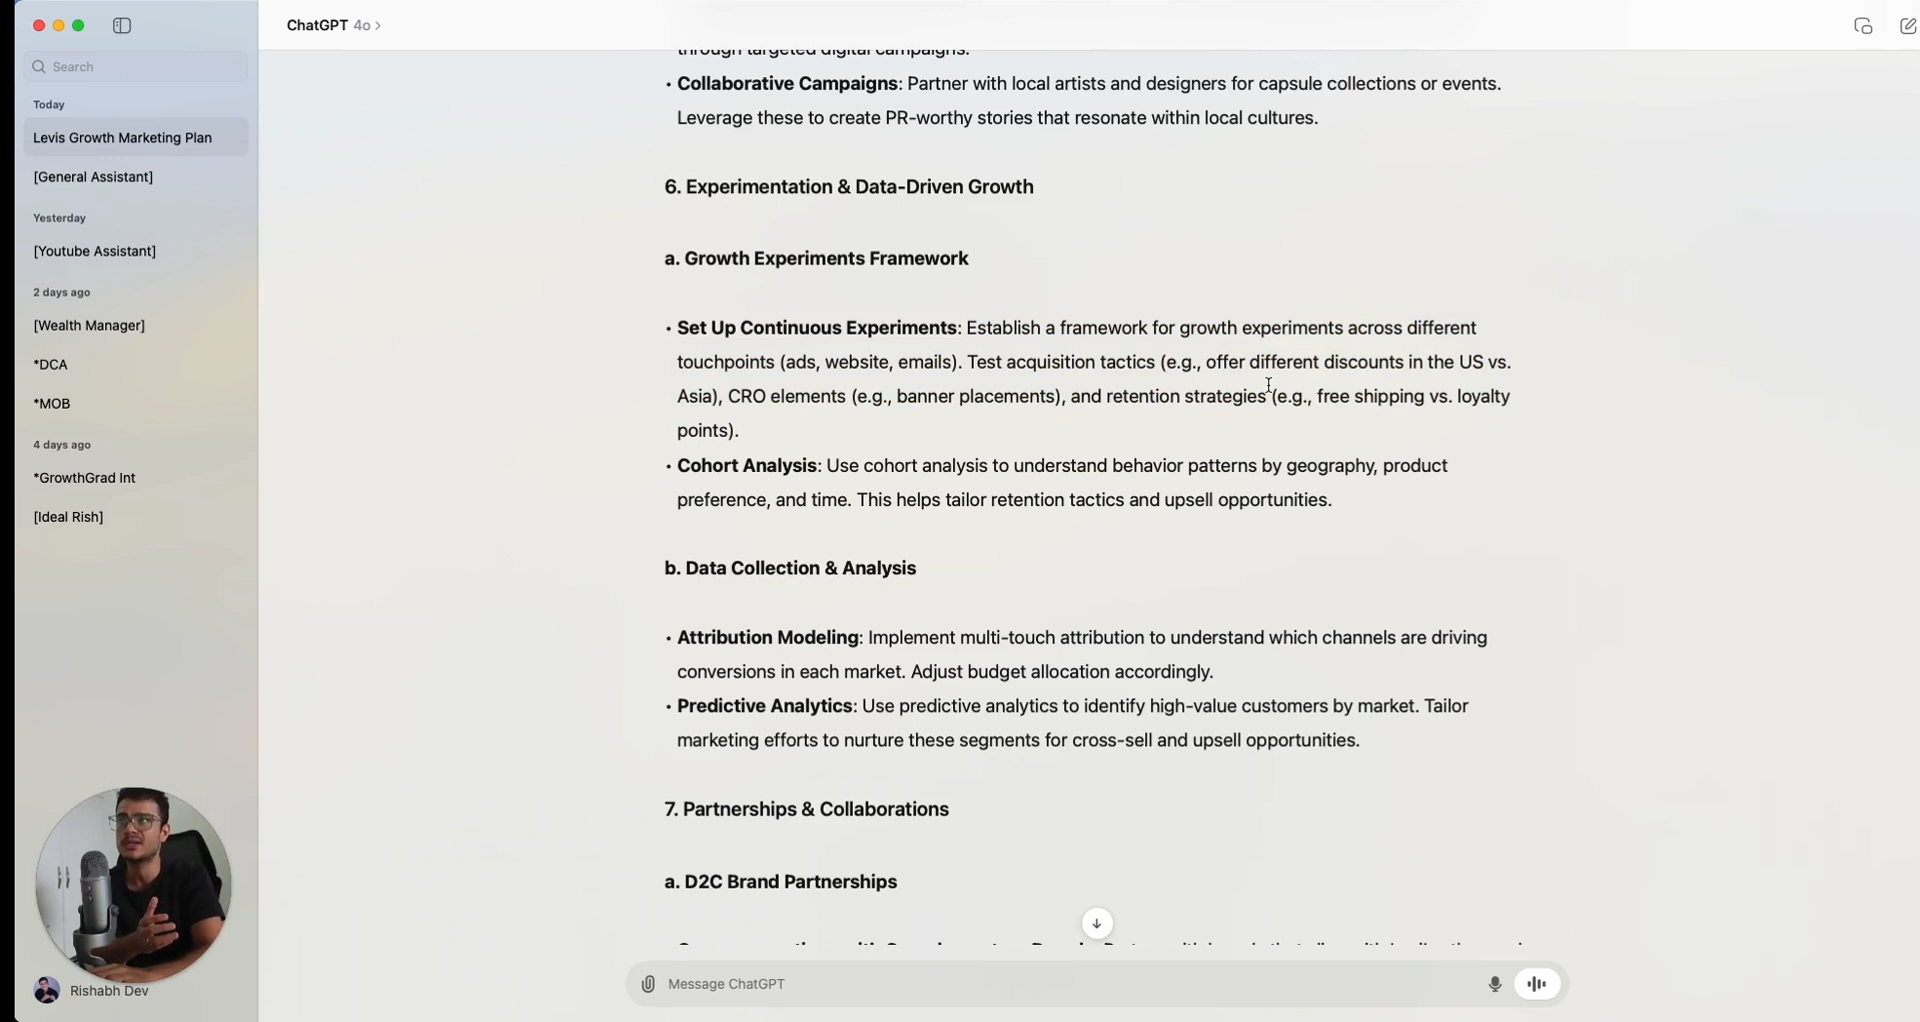 ChatGPT 4o >
Search
Today
Levis Growth Marketing Plan
[General Assistant]
Yesterday
[Youtube Assistant]
2 days ago
[Wealth Manager]
*DCA
*MOB
4 days ago
*GrowthGrad Int
[Ideal Rish]
Rishabh Dev
through targeted digital campaigns.
• Collaborative Campaigns: Partner with local artists and designers for capsule collections or events.
Leverage these to create PR-worthy stories that resonate within local cultures.
6. Experimentation & Data-Driven Growth
a. Growth Experiments Framework
• Set Up Continuous Experiments: Establish a framework for growth experiments across different
touchpoints (ads, website, emails). Test acquisition tactics (e.g., offer different discounts in the US vs.
Asia), CRO elements (e.g., banner placements), and retention strategies (e.g., free shipping vs. loyalty
points).
• Cohort Analysis: Use cohort analysis to understand behavior patterns by geography, product
preference, and time. This helps tailor retention tactics and upsell opportunities.
b. Data Collection & Analysis
• Attribution Modeling: Implement multi-touch attribution to understand which channels are driving
conversions in each market. Adjust budget allocation accordingly.
• Predictive Analytics: Use predictive analytics to identify high-value customers by market. Tailor
marketing efforts to nurture these segments for cross-sell and upsell opportunities.
7. Partnerships & Collaborations
a. D2C Brand Partnerships
Message ChatGPT